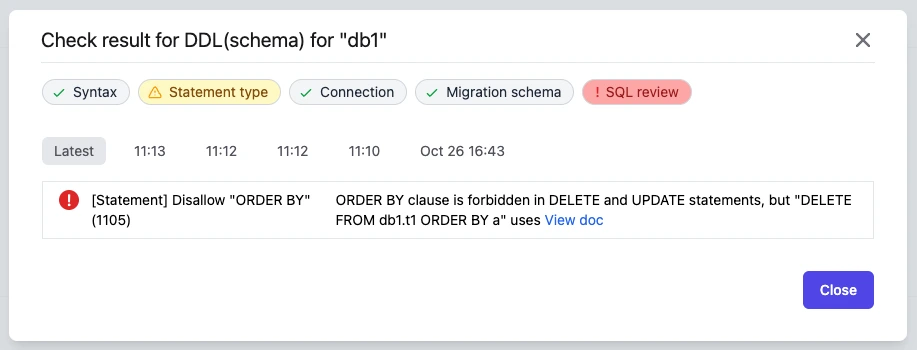 Check result for DDL(schema) for "db1"
Syntax Statement type Connection Migration schema ! SQL review
Latest 11:13 11:12 11:12 11:10 Oct 26 16:43
[Statement] Disallow "ORDER BY" ORDER BY clause is forbidden in DELETE and UPDATE statements, but "DELETE
(1105) FROM db1.t1 ORDER BY a" uses View doc
Close